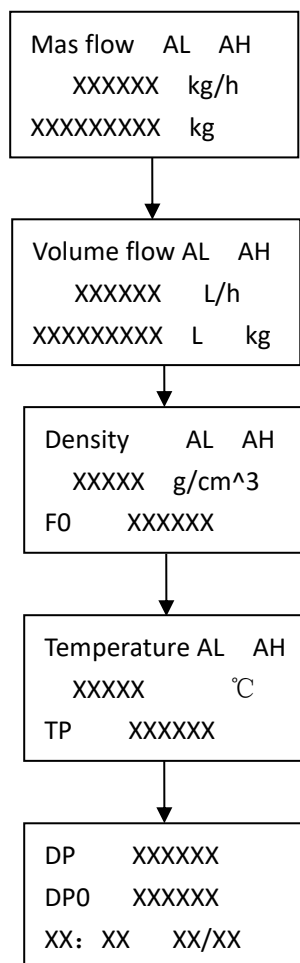 Mas flow AL AH
XXXXXX kg/h
XXXXXXXXX kg
Volume flow AL AH
XXXXXX L/h
XXXXXXXXX L kg
Density AL AH
XXXXX g/cm^3
F0 XXXXXX
Temperature AL AH
XXXXX ℃
TP XXXXXX
DP XXXXXX
DP0 XXXXXX
XX：XX XX/XX